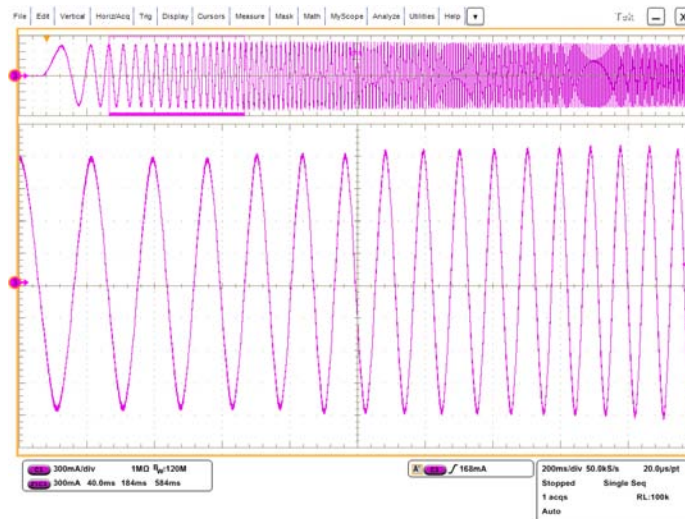 File Edit Vertical Horiz/Acq Trig Display Cursors Measure Mask Math MyScope Analyze Utilities Help
Tek
300mA/div 1MΩ BW:120M
300mA 40.0ms 184ms 584ms
A' 168mA
200ms/div 50.0kS/s 20.0µs/pt
Stopped Single Seq
1 acqs RL:100k
Auto